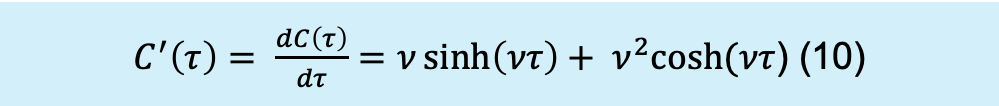 C′(τ) = dC(τ)/dτ = ν sinh(ντ) + ν²cosh(ντ) (10)